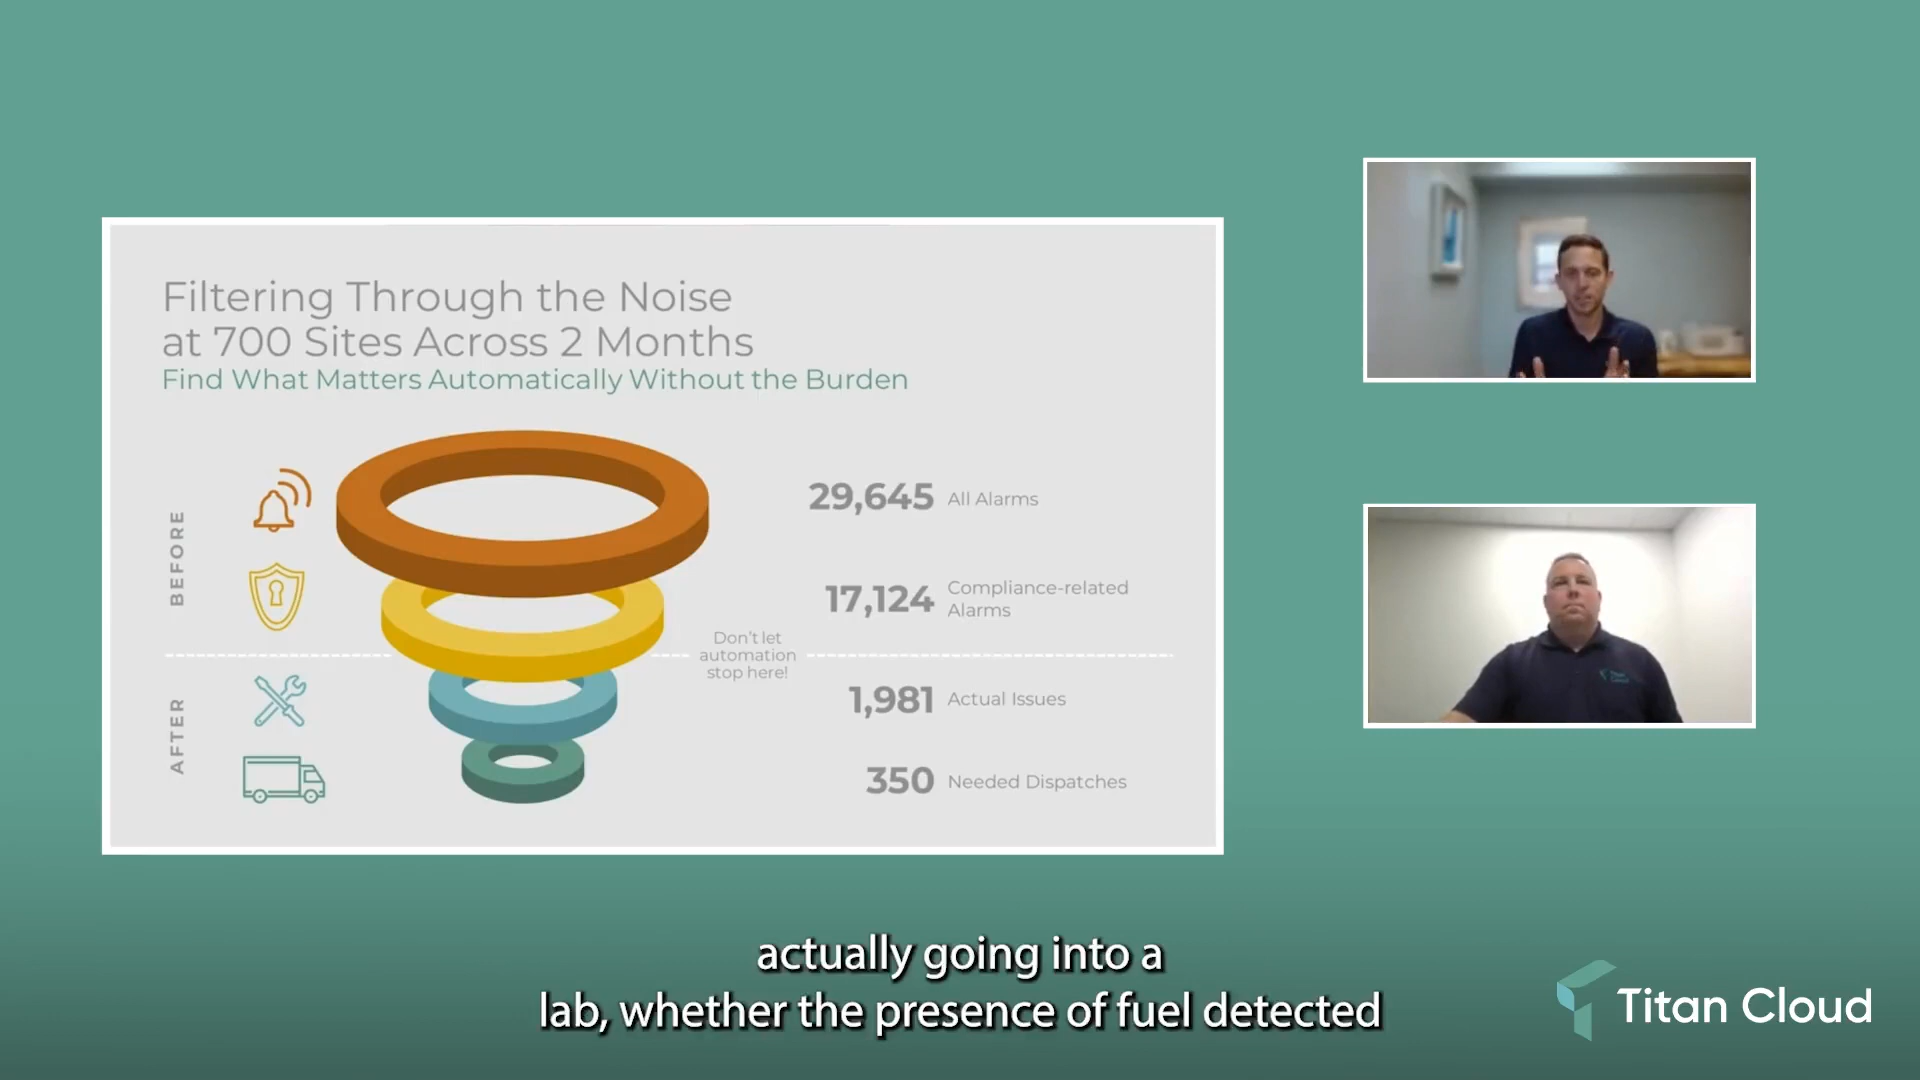 Filtering Through the Noise
at 700 Sites Across 2 Months
Find What Matters Automatically Without the Burden
BEFORE
29,645 All Alarms
17,124 Compliance-related
Alarms
Don't let
automation
stop here!
AFTER
1,981 Actual Issues
350 Needed Dispatches
actually going into a
lab, whether the presence of fuel detected
Titan Cloud